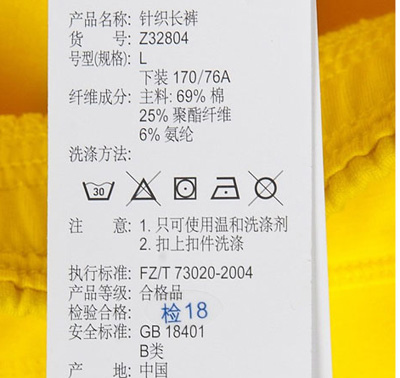 产品名称: 针织长裤
货 号: Z32804
号型(规格): L
下装 170/76A
纤维成分: 主料: 69% 棉
25% 聚酯纤维
6% 氨纶
洗涤方法:
30
注 意: 1. 只可使用温和洗涤剂
2. 扣上扣件洗涤
执行标准: FZ/T 73020-2004
产品等级: 合格品
检验合格: 检18
安全标准: GB 18401
B类
产 地: 中国